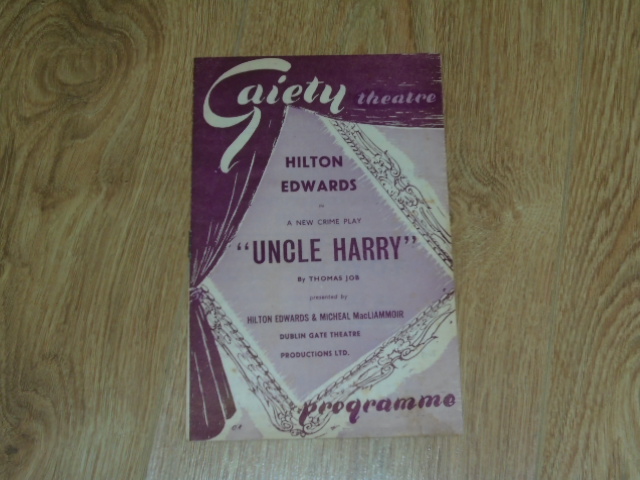 Gaiety theatre
HILTON
EDWARDS
in
A NEW CRIME PLAY
"UNCLE HARRY"
By THOMAS JOB
presented by
HILTON EDWARDS & MICHEAL MacLIAMMOIR
DUBLIN GATE THEATRE
PRODUCTIONS LTD.
programme